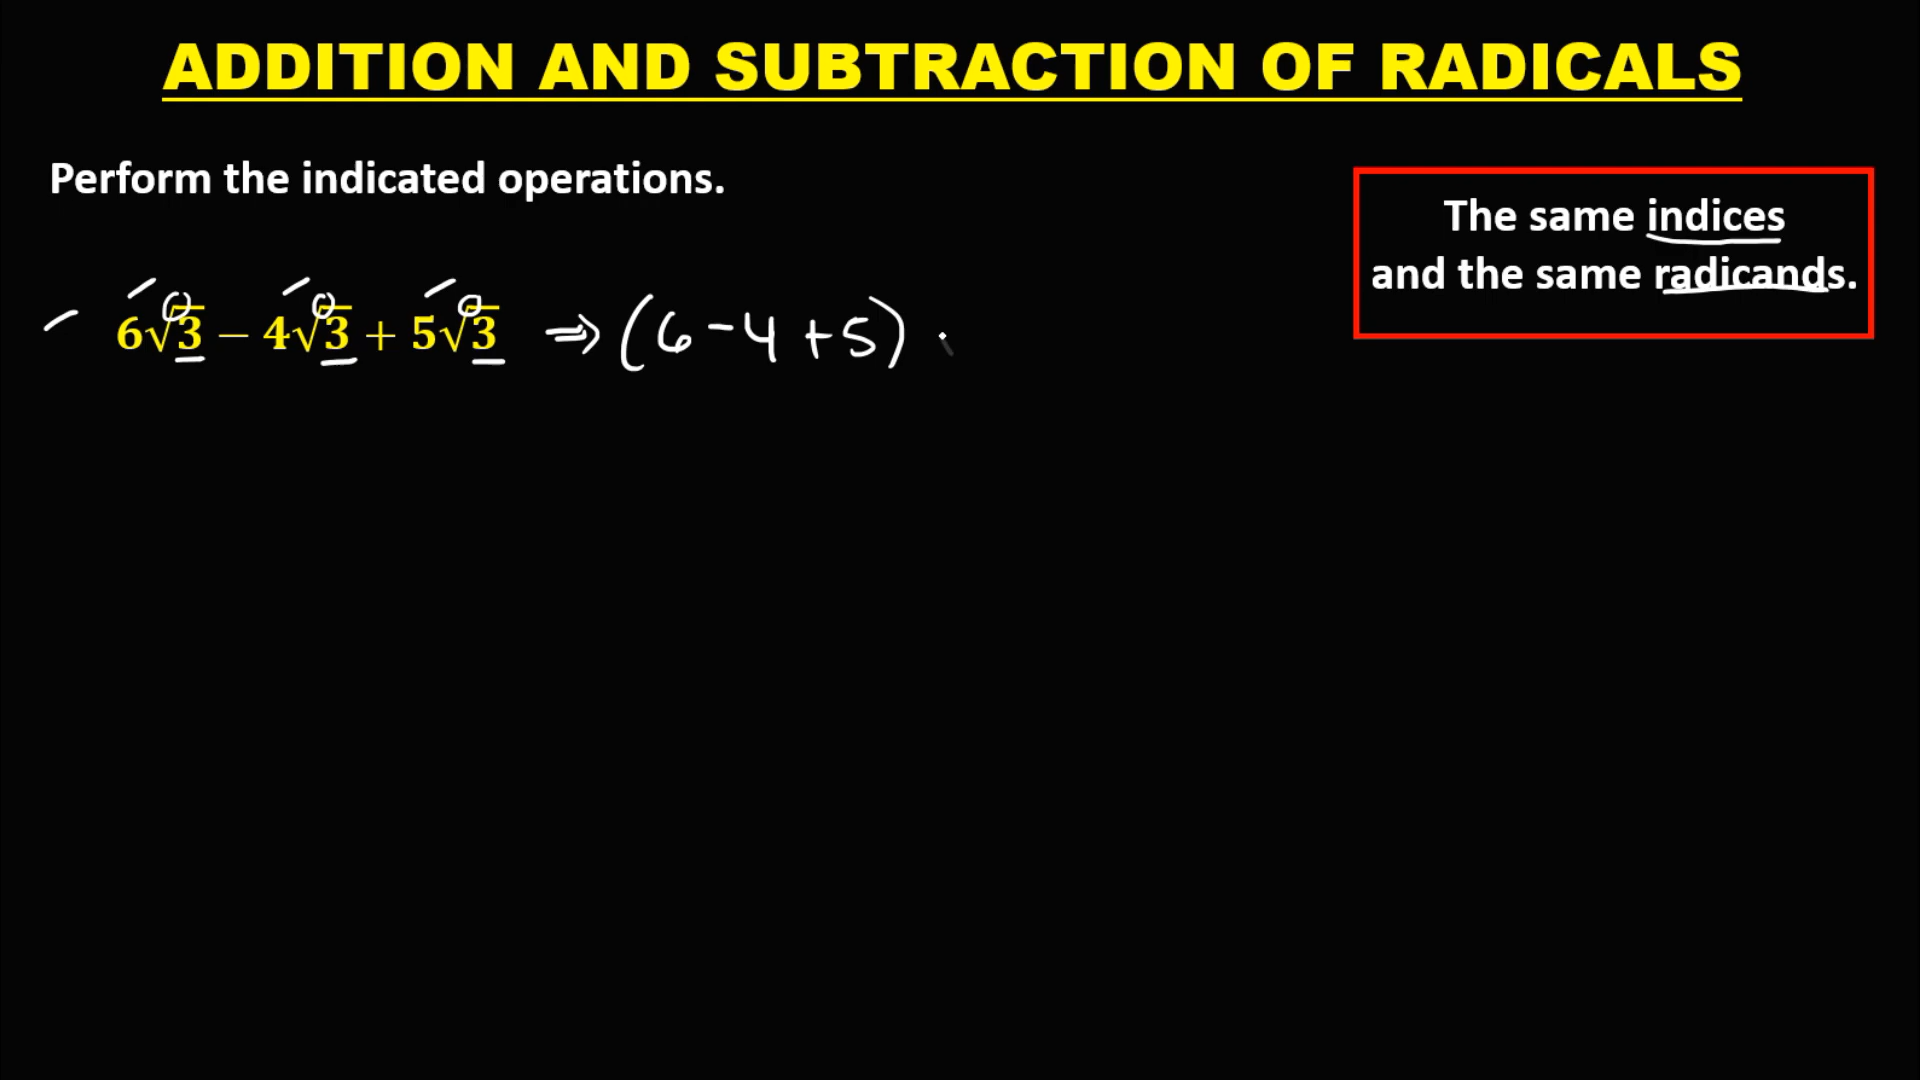 ADDITION AND SUBTRACTION OF RADICALS
Perform the indicated operations.
The same indices
and the same radicands.
6√3 − 4√3 + 5√3 ⇒ (6 - 4 + 5)